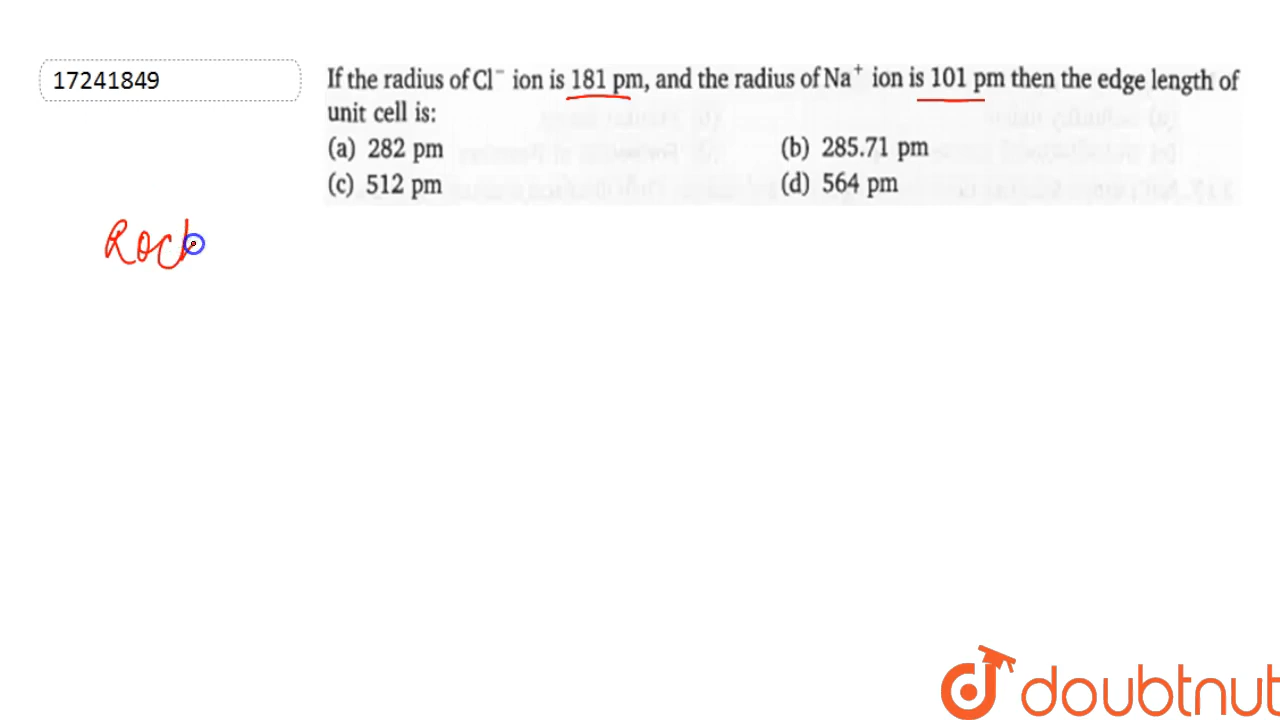 17241849
If the radius of Cl⁻ ion is 181 pm, and the radius of Na⁺ ion is 101 pm then the edge length of
unit cell is:
(a) 282 pm (b) 285.71 pm
(c) 512 pm (d) 564 pm
Rock
doubtnut